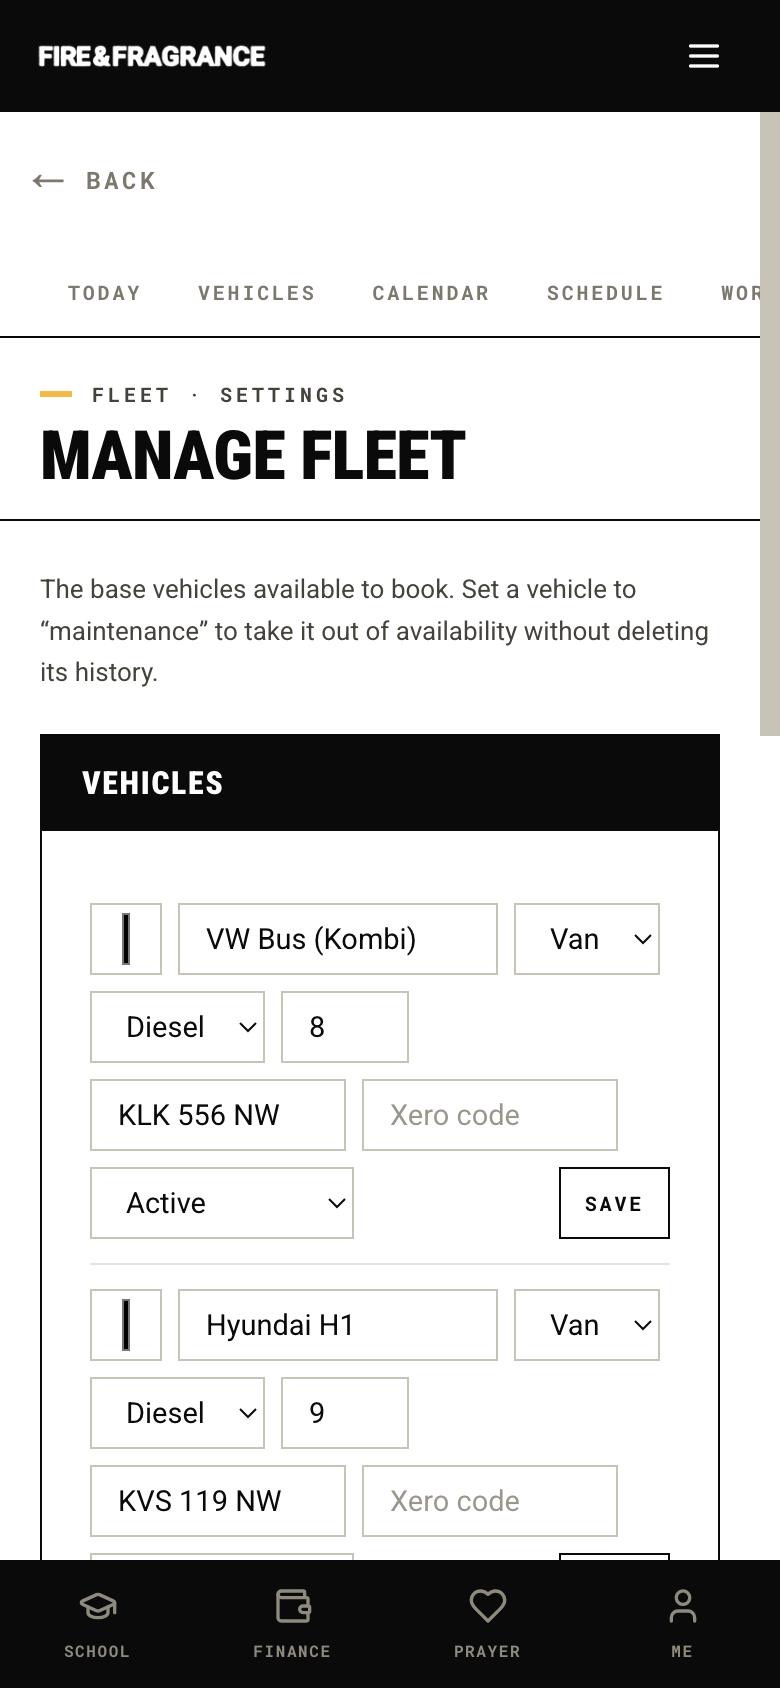 FIRE&FRAGRANCE
← BACK
TODAY VEHICLES CALENDAR SCHEDULE WOR
FLEET · SETTINGS
MANAGE FLEET
The base vehicles available to book. Set a vehicle to
“maintenance” to take it out of availability without deleting
its history.
VEHICLES
VW Bus (Kombi) Van
Diesel 8
KLK 556 NW Xero code
Active SAVE
Hyundai H1 Van
Diesel 9
KVS 119 NW Xero code
SCHOOL FINANCE PRAYER ME